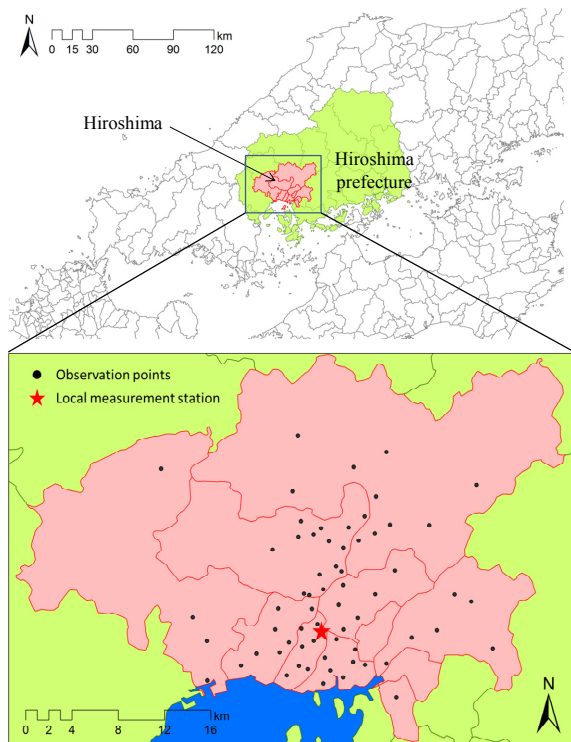 N
km
0 15 30 60 90 120
Hiroshima
Hiroshima
prefecture
Observation points
Local measurement station
N
km
0 2 4 8 12 16